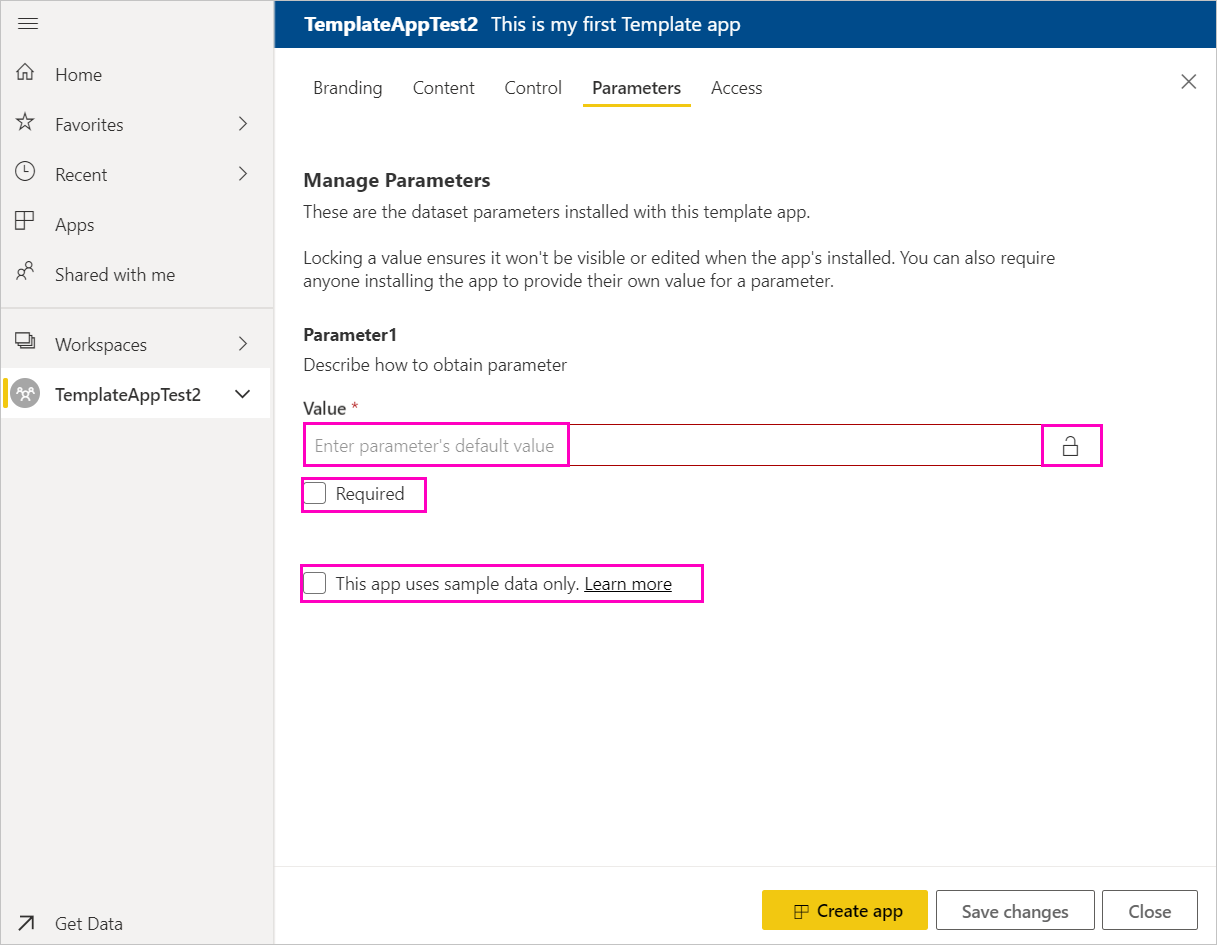 TemplateAppTest2 This is my first Template app
Home
Favorites
Recent
Apps
Shared with me
Workspaces
TemplateAppTest2
Get Data
Branding Content Control Parameters Access
Manage Parameters
These are the dataset parameters installed with this template app.
Locking a value ensures it won't be visible or edited when the app's installed. You can also require
anyone installing the app to provide their own value for a parameter.
Parameter1
Describe how to obtain parameter
Value *
Enter parameter's default value
Required
This app uses sample data only. Learn more
Create app Save changes Close